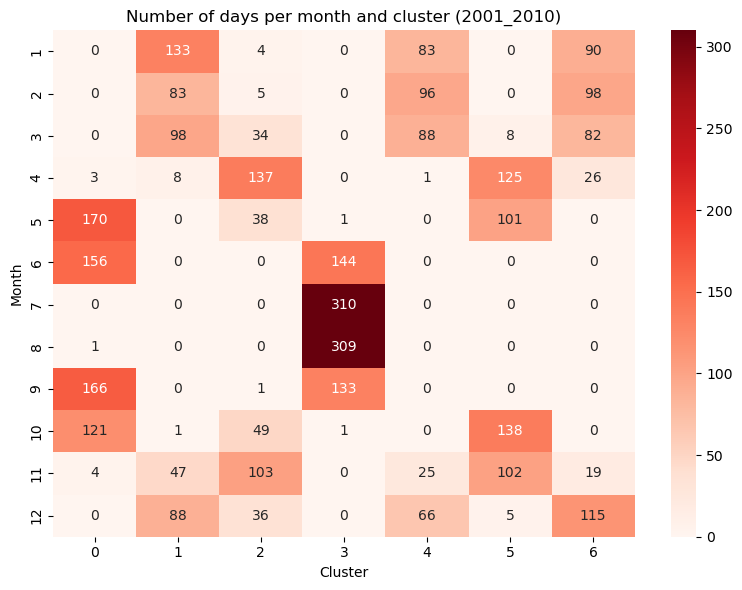 Number of days per month and cluster (2001_2010)
Month
1 0 133 4 0 83 0 90
2 0 83 5 0 96 0 98
3 0 98 34 0 88 8 82
4 3 8 137 0 1 125 26
5 170 0 38 1 0 101 0
6 156 0 0 144 0 0 0
7 0 0 0 310 0 0 0
8 1 0 0 309 0 0 0
9 166 0 1 133 0 0 0
10 121 1 49 1 0 138 0
11 4 47 103 0 25 102 19
12 0 88 36 0 66 5 115
0 1 2 3 4 5 6
Cluster
300
250
200
150
100
50
0